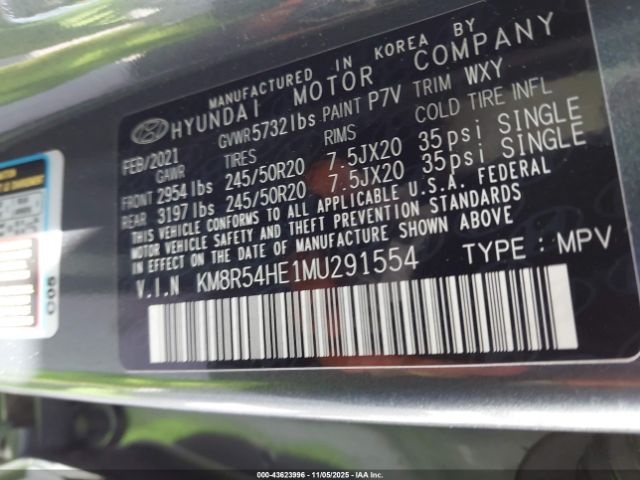 MANUFACTURED IN KOREA BY
HYUNDAI MOTOR COMPANY
FEB/2021 GVWR 5732 lbs PAINT P7V TRIM WXY
GAWR TIRES RIMS COLD TIRE INFL
FRONT 2954 lbs 245/50R20 7.5JX20 35 psi SINGLE
REAR 3197 lbs 245/50R20 7.5JX20 35 psi SINGLE
THIS VEHICLE CONFORMS TO ALL APPLICABLE U.S.A. FEDERAL
MOTOR VEHICLE SAFETY AND THEFT PREVENTION
STANDARDS IN EFFECT ON THE DATE OF MANUFACTURE SHOWN ABOVE
V.I.N KM8R54HE1MU291554 TYPE : MPV
C05
000-43623996 - 11/05/2025 - IAAI.COM